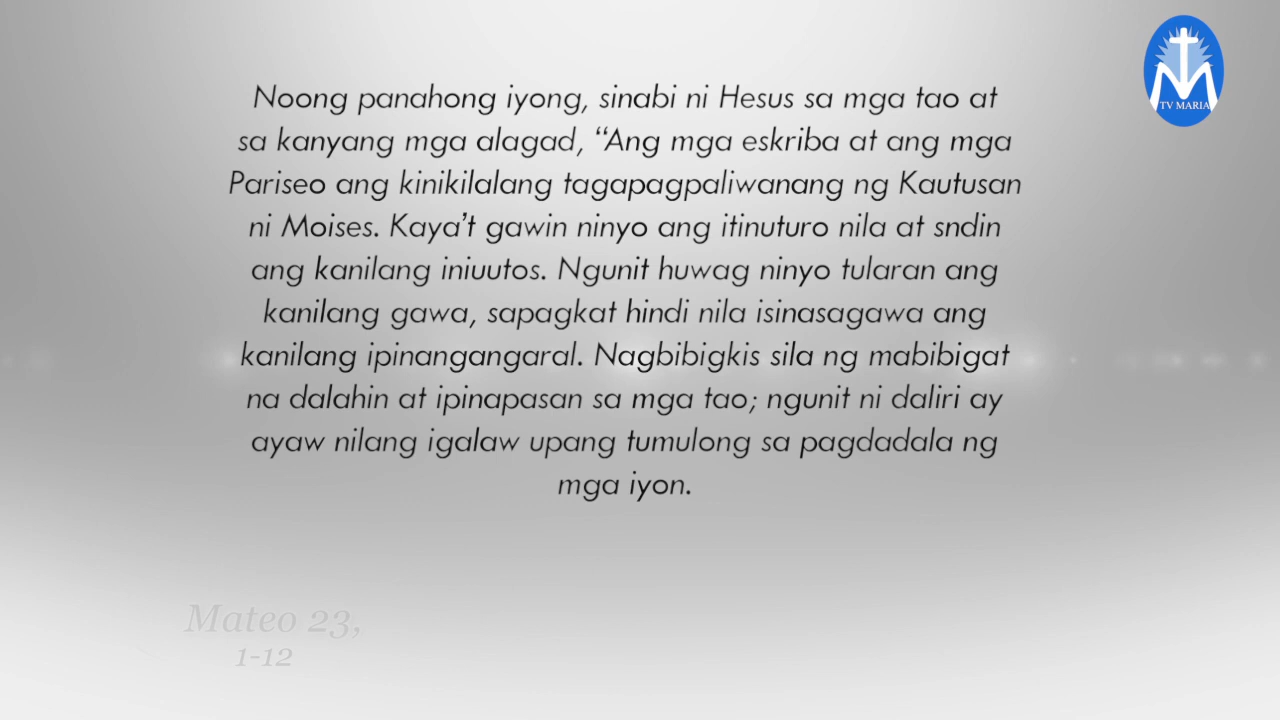 Noong panahong iyong, sinabi ni Hesus sa mga tao at
sa kanyang mga alagad, “Ang mga eskriba at ang mga
Pariseo ang kinikilalang tagapagpaliwanang ng Kautusan
ni Moises. Kaya’t gawin ninyo ang itinuturo nila at sndin
ang kanilang iniuutos. Ngunit huwag ninyo tularan ang
kanilang gawa, sapagkat hindi nila isinasagawa ang
kanilang ipinangangaral. Nagbibigkis sila ng mabibigat
na dalahin at ipinapasan sa mga tao; ngunit ni daliri ay
ayaw nilang igalaw upang tumulong sa pagdadala ng
mga iyon.
Mateo 23,
1-12
TV MARIA